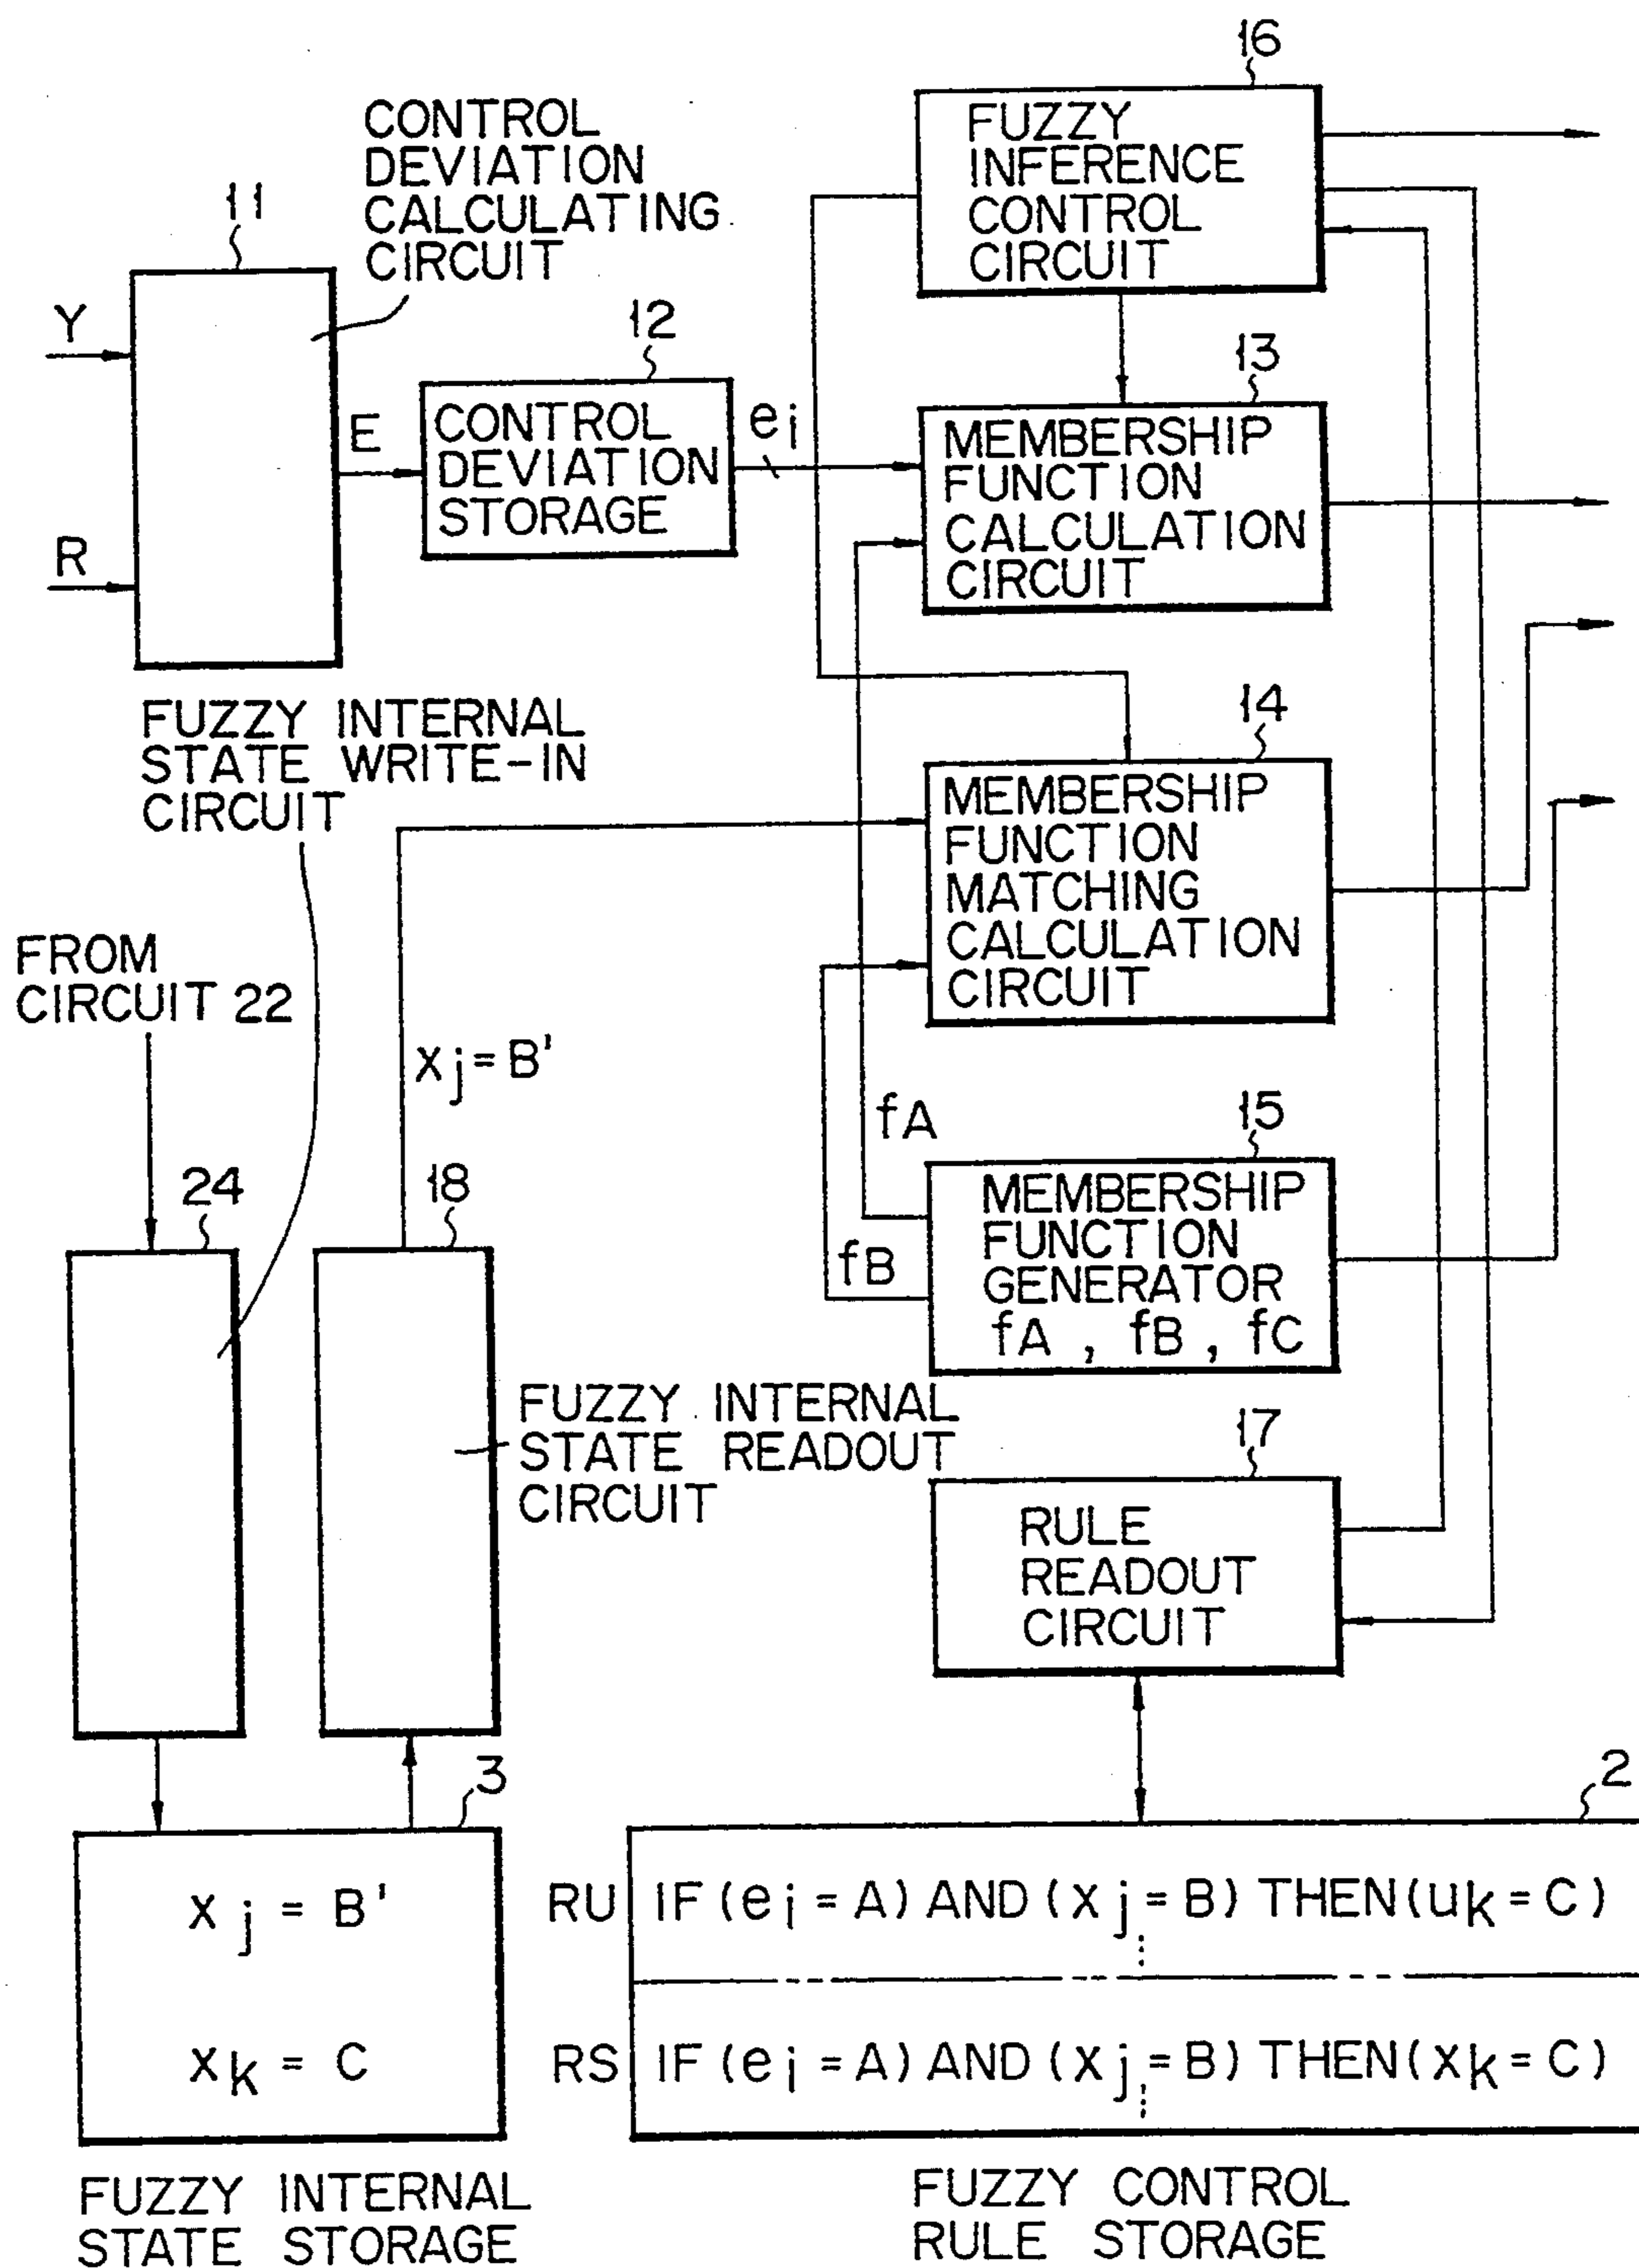 16
FUZZY
INFERENCE
CONTROL
CIRCUIT
CONTROL
DEVIATION
CALCULATING
CIRCUIT
11
Y
R
E
12
CONTROL
DEVIATION
STORAGE
ei
13
MEMBERSHIP
FUNCTION
CALCULATION
CIRCUIT
FUZZY INTERNAL
STATE WRITE-IN
CIRCUIT
14
MEMBERSHIP
FUNCTION
MATCHING
CALCULATION
CIRCUIT
FROM
CIRCUIT 22
xj = B'
fA
fB
15
MEMBERSHIP
FUNCTION
GENERATOR
fA , fB , fC
24
18
FUZZY INTERNAL
STATE READOUT
CIRCUIT
17
RULE
READOUT
CIRCUIT
3
xj = B'
xk = C
FUZZY INTERNAL
STATE STORAGE
2
RU IF (ei = A) AND (xj = B) THEN (uk = C)
RS IF (ei = A) AND (xj = B) THEN (xk = C)
FUZZY CONTROL
RULE STORAGE